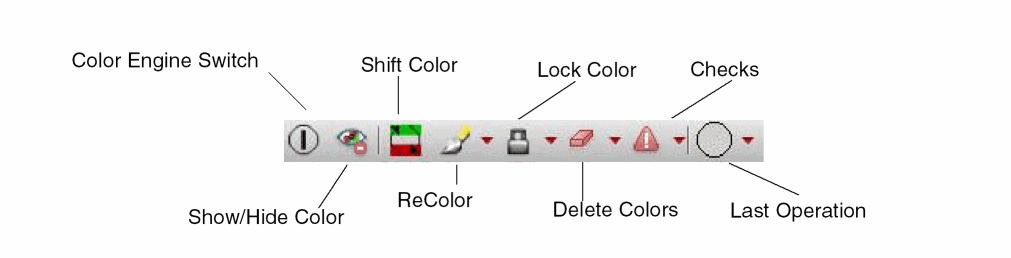 Color Engine Switch
Shift Color
Lock Color
Checks
Show/Hide Color
ReColor
Delete Colors
Last Operation